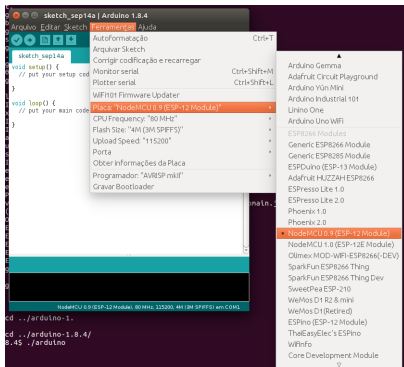 sketch_sep14a | Arduino 1.8.4
Arquivo Editar Sketch Ferramentas Ajuda
sketch_sep14a
void setup() {
// put your setup cod
}
void loop() {
// put your main code
}
Autoformatação Ctrl+T
Arquivar Sketch
Corrigir codificação e recarregar
Monitor serial Ctrl+Shift+M
Plotter serial Ctrl+Shift+L
WiFi101 Firmware Updater
Placa: "NodeMCU 0.9 (ESP-12 Module)"
CPU Frequency: "80 MHz"
Flash Size: "4M (3M SPIFFS)"
Upload Speed: "115200"
Porta
Obter informações da Placa
Programador: "AVRISP mkII"
Gravar Bootloader
Arduino Gemma
Adafruit Circuit Playground
Arduino Yún Mini
Arduino Industrial 101
Linino One
Arduino Uno WiFi
ESP8266 Modules
Generic ESP8266 Module
Generic ESP8285 Module
ESPDuino (ESP-13 Module)
Adafruit HUZZAH ESP8266
ESPresso Lite 1.0
ESPresso Lite 2.0
Phoenix 1.0
Phoenix 2.0
NodeMCU 0.9 (ESP-12 Module)
NodeMCU 1.0 (ESP-12E Module)
Olimex MOD-WIFI-ESP8266(-DEV)
SparkFun ESP8266 Thing
SparkFun ESP8266 Thing Dev
SweetPea ESP-210
WeMos D1 R2 & mini
WeMos D1(Retired)
ESPino (ESP-12 Module)
ThaiEasyElec's ESPino
WifInfo
Core Development Module
omain.j
NodeMCU 0.9 (ESP-12 Module), 80 MHz, 115200, 4M (3M SPIFFS) em COM1
cd ../arduino-1.
cd ../arduino-1.8.4/
8.4$ ./arduino